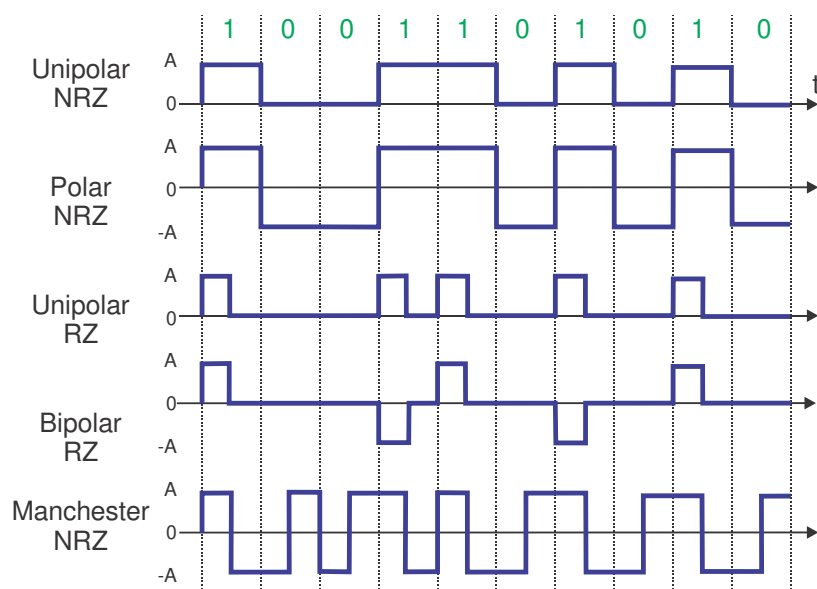 1 0 0 1 1 0 1 0 1 0
Unipolar
NRZ
A
0
t
Polar
NRZ
A
0
-A
Unipolar
RZ
A
0
Bipolar
RZ
A
0
-A
Manchester
NRZ
A
0
-A